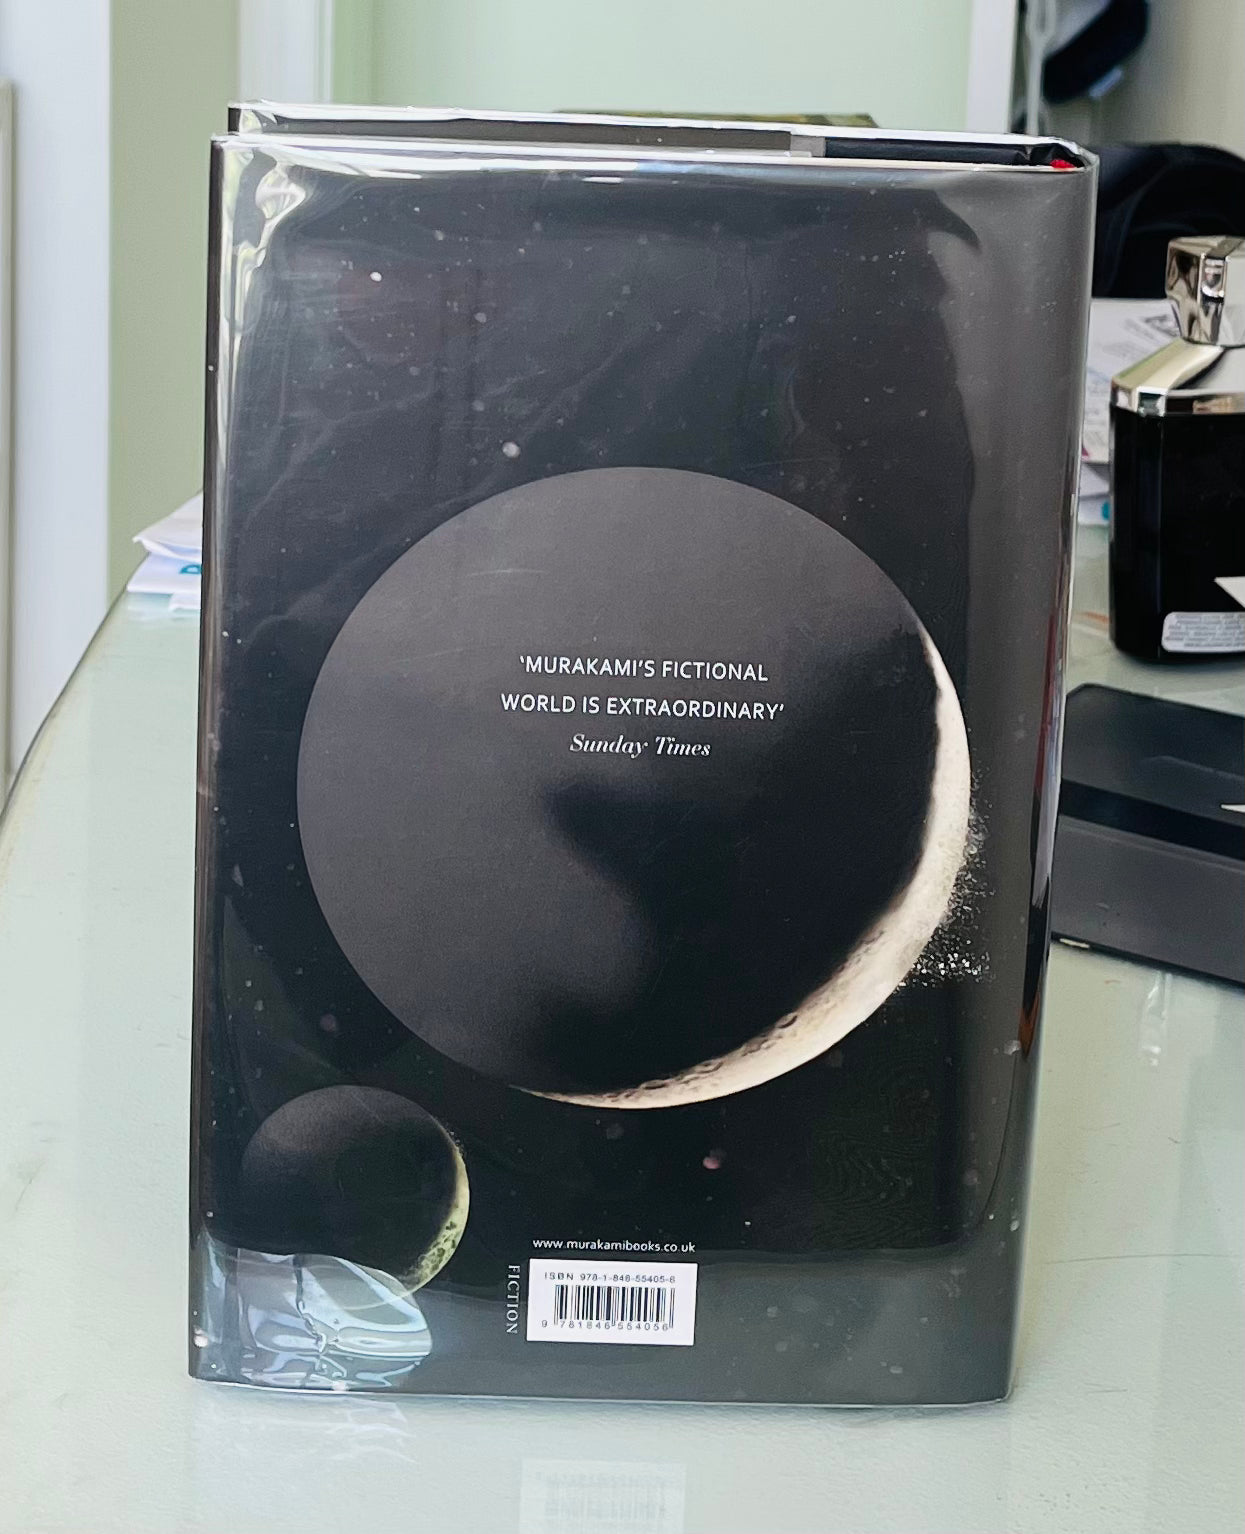 'MURAKAMI'S FICTIONAL
WORLD IS EXTRAORDINARY'
Sunday Times
www.murakamibooks.co.uk
FICTION
ISBN 978-1-846-55405-6
9 781846 554056